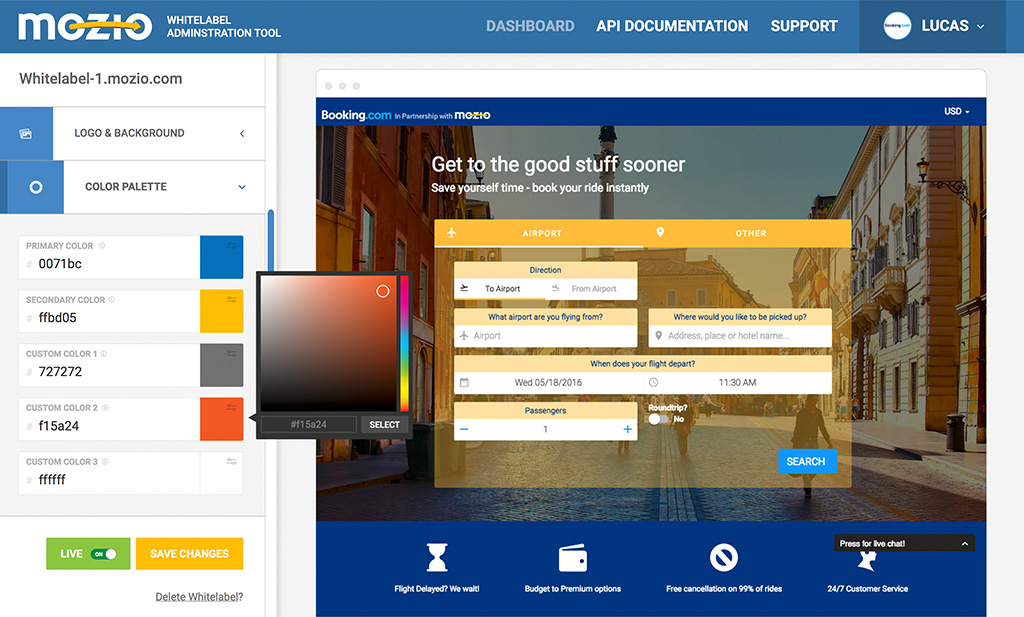 mozio
WHITELABEL
ADMINSTRATION TOOL
DASHBOARD
API DOCUMENTATION
SUPPORT
Booking.com
LUCAS
Whitelabel-1.mozio.com
LOGO & BACKGROUND
COLOR PALETTE
PRIMARY COLOR
# 0071bc
SECONDARY COLOR
# ffbd05
CUSTOM COLOR 1
# 727272
CUSTOM COLOR 2
# f15a24
CUSTOM COLOR 3
# ffffff
#f15a24
SELECT
LIVE ON
SAVE CHANGES
Delete Whitelabel?
Booking.com In Partnership with mozio
USD
Get to the good stuff sooner
Save yourself time - book your ride instantly
AIRPORT
OTHER
Direction
To Airport
From Airport
What airport are you flying from?
Airport
Where would you like to be picked up?
Address, place or hotel name...
When does your flight depart?
Wed 05/18/2016
11:30 AM
Passengers
− 1 +
Roundtrip?
No
SEARCH
Press for live chat!
Flight Delayed? We wait!
Budget to Premium options
Free cancellation on 99% of rides
24/7 Customer Service